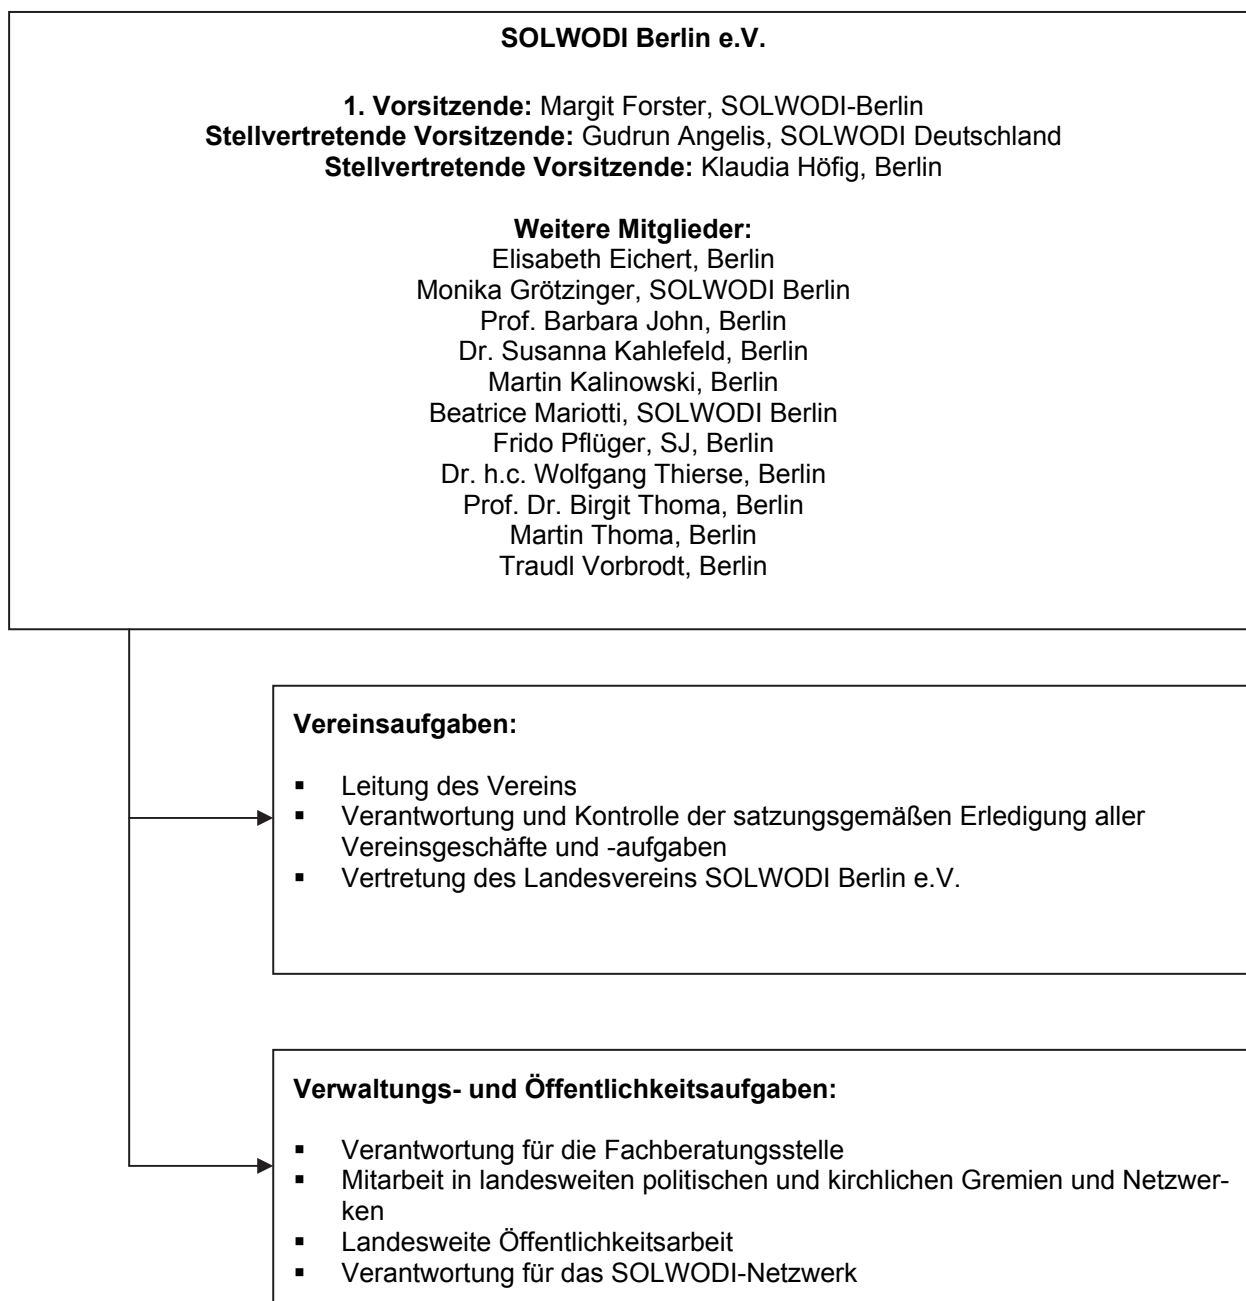 SOLWODI Berlin e.V.
1. Vorsitzende: Margit Forster, SOLWODI-Berlin
Stellvertretende Vorsitzende: Gudrun Angelis, SOLWODI Deutschland
Stellvertretende Vorsitzende: Klaudia Höfig, Berlin
Weitere Mitglieder:
Elisabeth Eichert, Berlin
Monika Grötzinger, SOLWODI Berlin
Prof. Barbara John, Berlin
Dr. Susanna Kahlefeld, Berlin
Martin Kalinowski, Berlin
Beatrice Mariotti, SOLWODI Berlin
Frido Pflüger, SJ, Berlin
Dr. h.c. Wolfgang Thierse, Berlin
Prof. Dr. Birgit Thoma, Berlin
Martin Thoma, Berlin
Traudl Vorbrodt, Berlin
Vereinsaufgaben:
▪ Leitung des Vereins
▪ Verantwortung und Kontrolle der satzungsgemäßen Erledigung aller
Vereinsgeschäfte und -aufgaben
▪ Vertretung des Landesvereins SOLWODI Berlin e.V.
Verwaltungs- und Öffentlichkeitsaufgaben:
▪ Verantwortung für die Fachberatungsstelle
▪ Mitarbeit in landesweiten politischen und kirchlichen Gremien und Netzwer-
ken
▪ Landesweite Öffentlichkeitsarbeit
▪ Verantwortung für das SOLWODI-Netzwerk